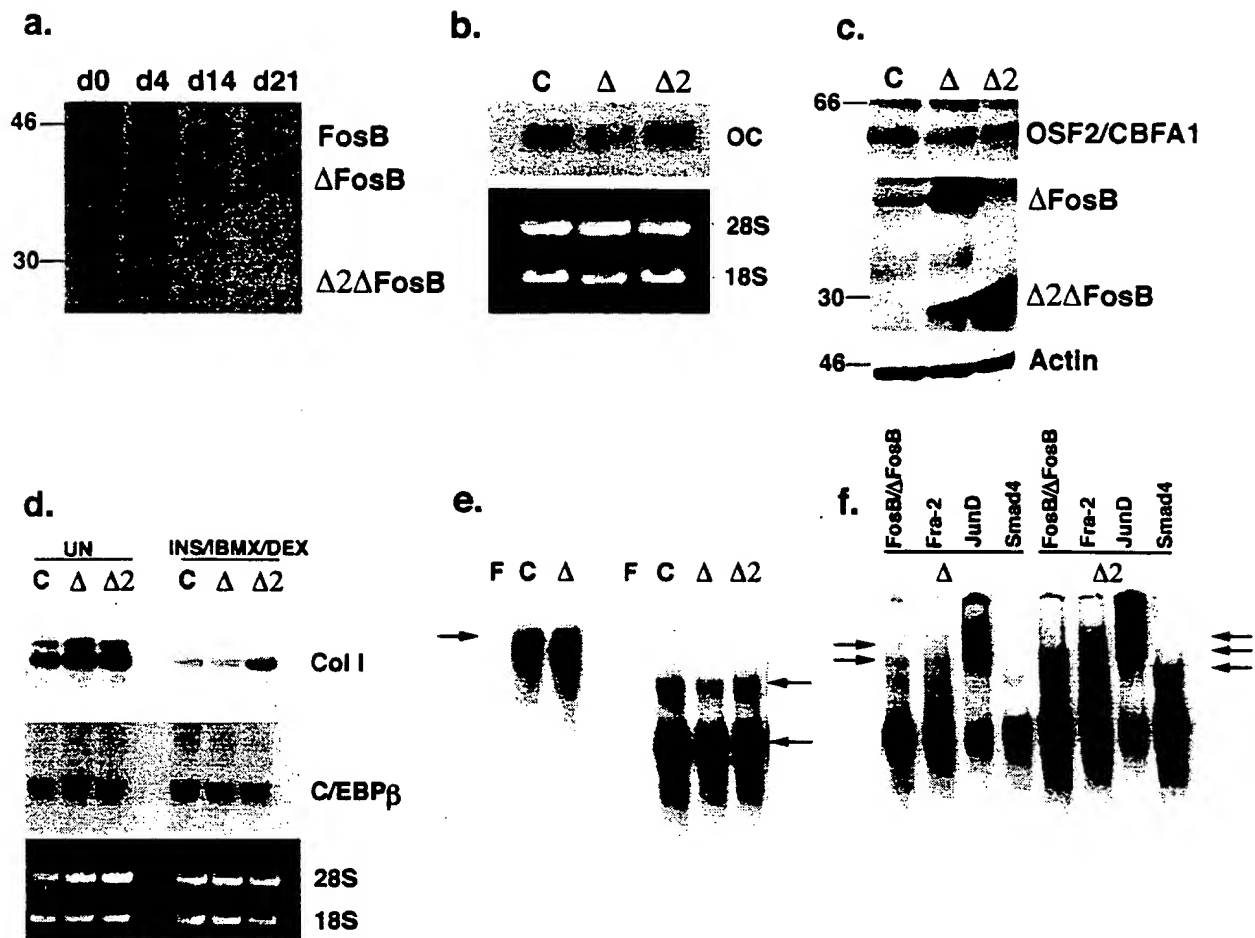 a.
d0 d4 d14 d21
46
FosB
ΔFosB
30
Δ2ΔFosB
b.
C Δ Δ2
OC
28S
18S
c.
C Δ Δ2
66
OSF2/CBFA1
ΔFosB
30
Δ2ΔFosB
46
Actin
d.
UN INS/IBMX/DEX
C Δ Δ2 C Δ Δ2
Col I
C/EBPβ
28S
18S
e.
F C Δ F C Δ Δ2
f.
FosB/ΔFosB
Fra-2
JunD
Smad4
FosB/ΔFosB
Fra-2
JunD
Smad4
Δ Δ2